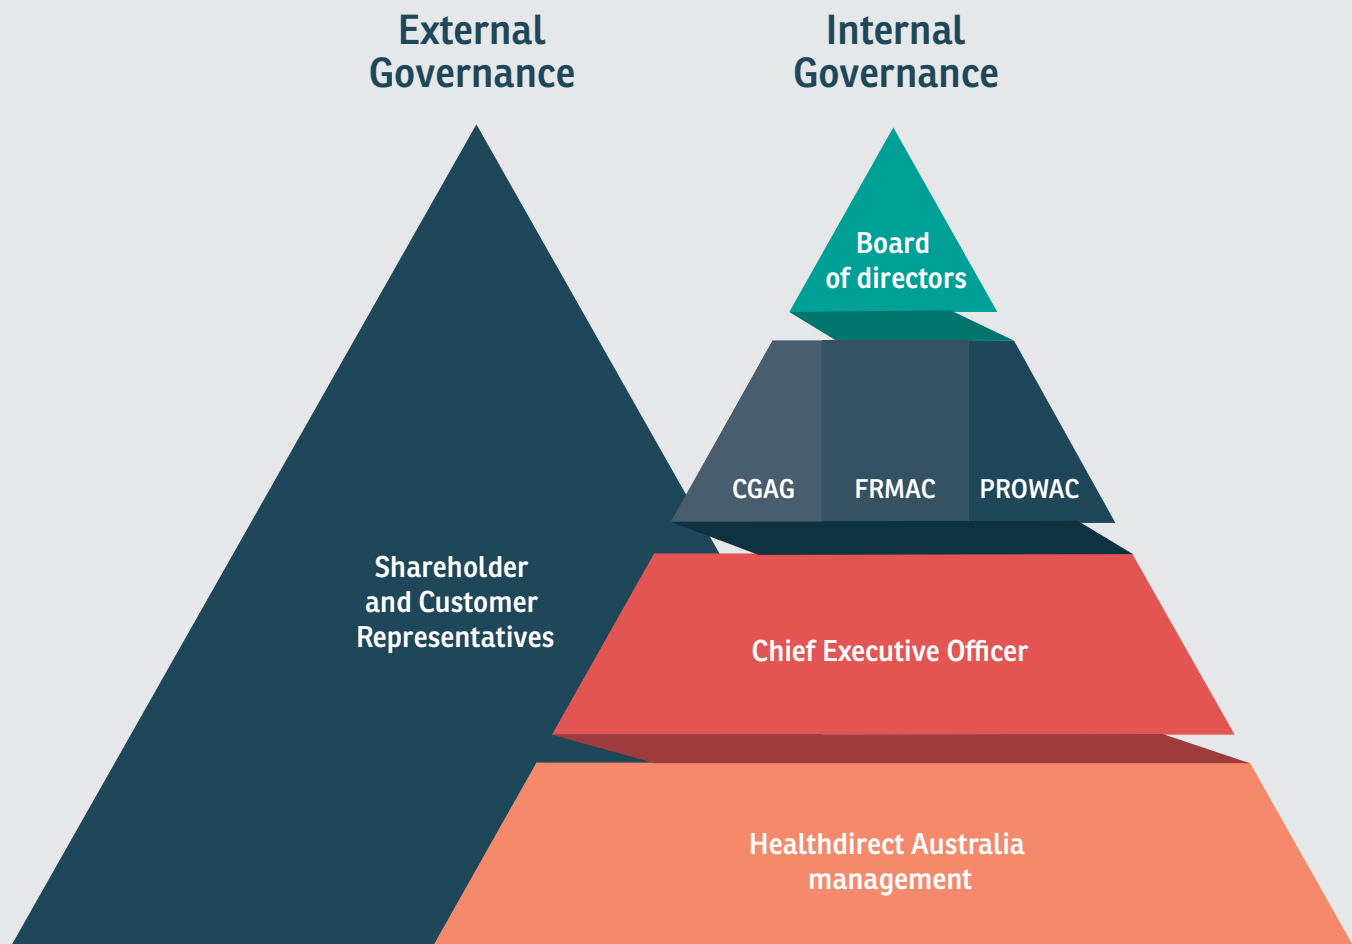 External
Governance
Internal
Governance
Board
of directors
CGAG
FRMAC
PROWAC
Shareholder
and Customer
Representatives
Chief Executive Officer
Healthdirect Australia
management